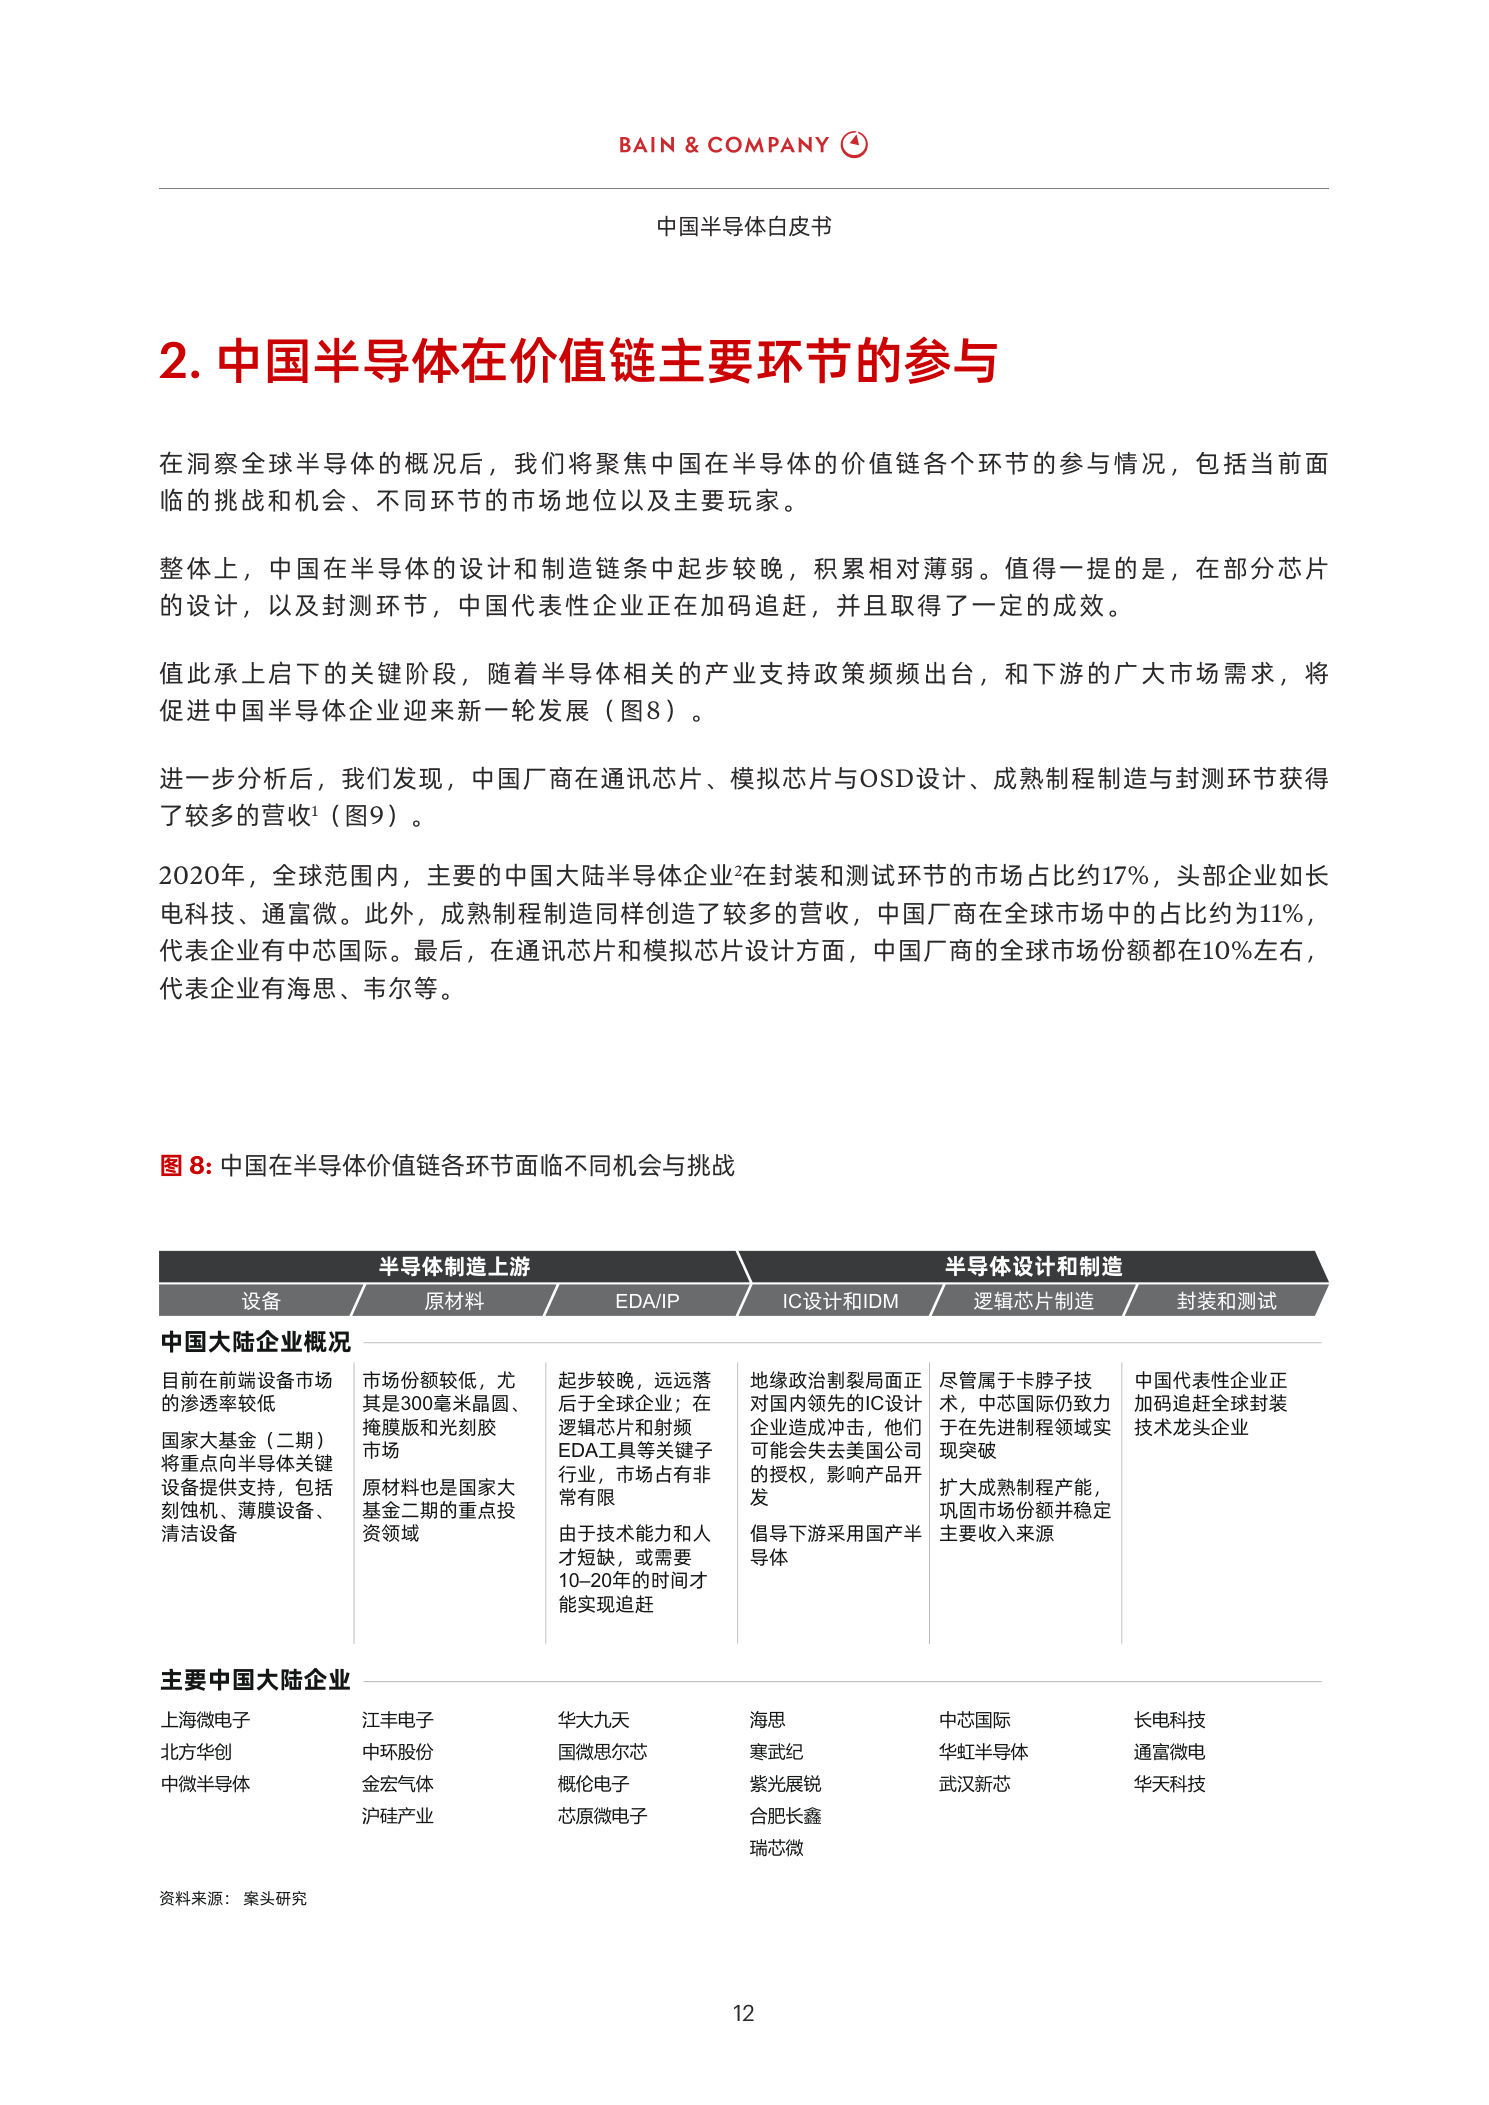 BAIN & COMPANY
中国半导体白皮书
2. 中国半导体在价值链主要环节的参与
在洞察全球半导体的概况后，我们将聚焦中国在半导体的价值链各个环节的参与情况，包括当前面
临的挑战和机会、不同环节的市场地位以及主要玩家。
整体上，中国在半导体的设计和制造链条中起步较晚，积累相对薄弱。值得一提的是，在部分芯片
的设计，以及封测环节，中国代表性企业正在加码追赶，并且取得了一定的成效。
值此承上启下的关键阶段，随着半导体相关的产业支持政策频频出台，和下游的广大市场需求，将
促进中国半导体企业迎来新一轮发展（图8）。
进一步分析后，我们发现，中国厂商在通讯芯片、模拟芯片与OSD设计、成熟制程制造与封测环节获得
了较多的营收¹（图9）。
2020年，全球范围内，主要的中国大陆半导体企业²在封装和测试环节的市场占比约17%，头部企业如长
电科技、通富微。此外，成熟制程制造同样创造了较多的营收，中国厂商在全球市场中的占比约为11%，
代表企业有中芯国际。最后，在通讯芯片和模拟芯片设计方面，中国厂商的全球市场份额都在10%左右，
代表企业有海思、韦尔等。
图 8: 中国在半导体价值链各环节面临不同机会与挑战
半导体制造上游
半导体设计和制造
设备
原材料
EDA/IP
IC设计和IDM
逻辑芯片制造
封装和测试
中国大陆企业概况
目前在前端设备市场
的渗透率较低
国家大基金（二期）
将重点向半导体关键
设备提供支持，包括
刻蚀机、薄膜设备、
清洁设备
市场份额较低，尤
其是300毫米晶圆、
掩膜版和光刻胶
市场
原材料也是国家大
基金二期的重点投
资领域
起步较晚，远远落
后于全球企业；在
逻辑芯片和射频
EDA工具等关键子
行业，市场占有非
常有限
由于技术能力和人
才短缺，或需要
10–20年的时间才
能实现追赶
地缘政治割裂局面正
对国内领先的IC设计
企业造成冲击，他们
可能会失去美国公司
的授权，影响产品开
发
倡导下游采用国产半
导体
尽管属于卡脖子技
术，中芯国际仍致力
于在先进制程领域实
现突破
扩大成熟制程产能，
巩固市场份额并稳定
主要收入来源
中国代表性企业正
加码追赶全球封装
技术龙头企业
主要中国大陆企业
上海微电子
北方华创
中微半导体
江丰电子
中环股份
金宏气体
沪硅产业
华大九天
国微思尔芯
概伦电子
芯原微电子
海思
寒武纪
紫光展锐
合肥长鑫
瑞芯微
中芯国际
华虹半导体
武汉新芯
长电科技
通富微电
华天科技
资料来源： 案头研究
12